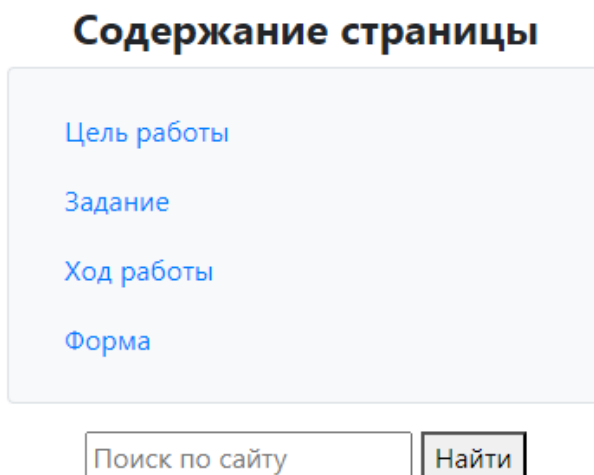 Содержание страницы
Цель работы
Задание
Ход работы
Форма
Поиск по сайту Найти